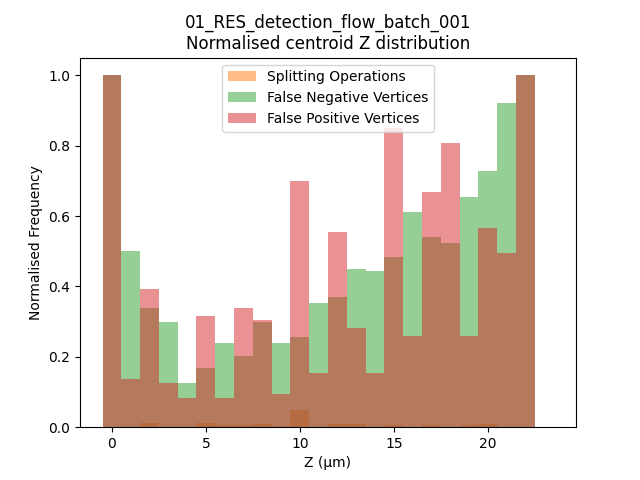 01_RES_detection_flow_batch_001
Normalised centroid Z distribution
Splitting Operations
False Negative Vertices
False Positive Vertices
Normalised Frequency
1.0
0.8
0.6
0.4
0.2
0.0
0
5
10
15
20
Z (μm)